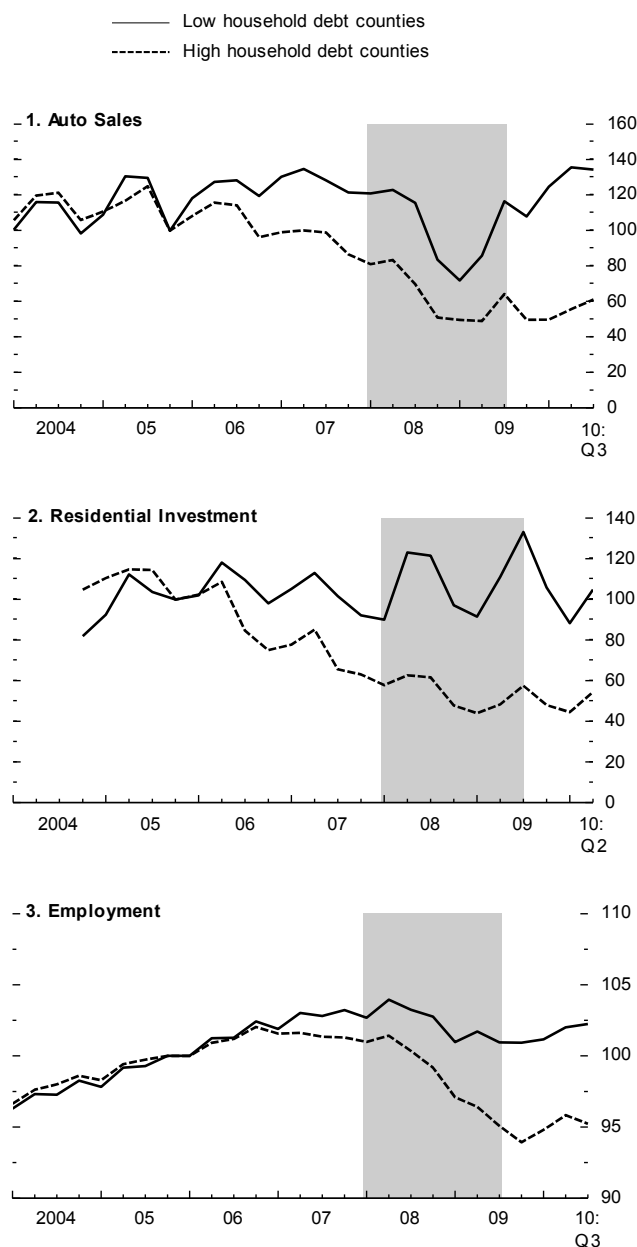 Low household debt counties
High household debt counties
1. Auto Sales
160
140
120
100
80
60
40
20
0
2004 05 06 07 08 09 10:
Q3
2. Residential Investment
140
120
100
80
60
40
20
0
2004 05 06 07 08 09 10:
Q2
3. Employment
110
105
100
95
90
2004 05 06 07 08 09 10:
Q3